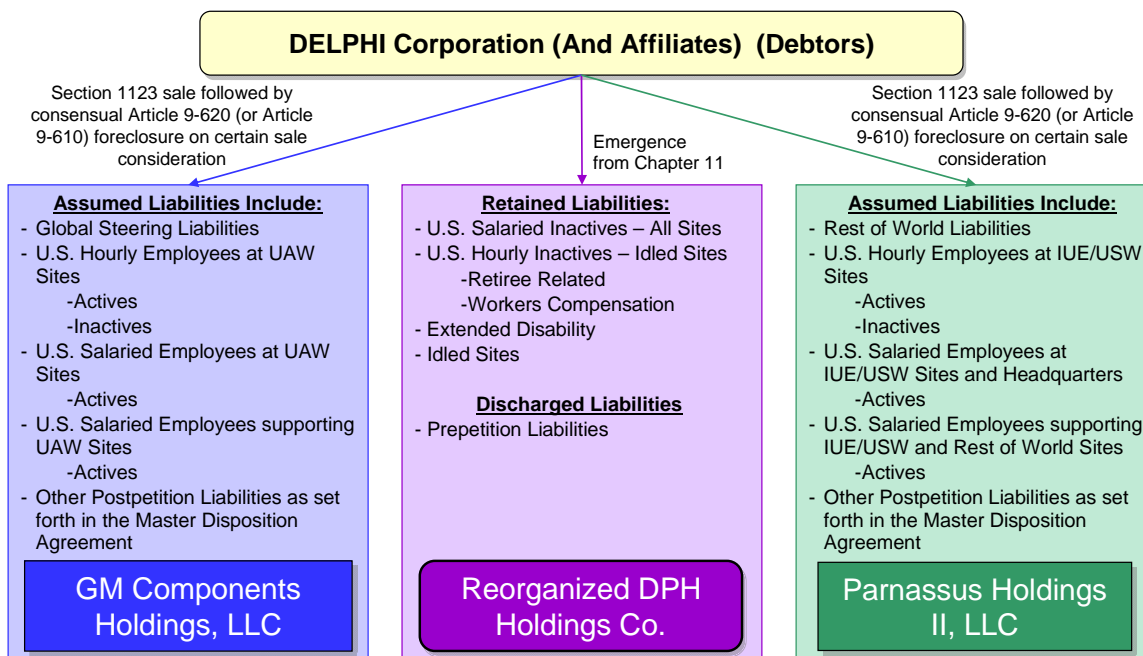 DELPHI Corporation (And Affiliates) (Debtors)
Section 1123 sale followed by
consensual Article 9-620 (or Article
9-610) foreclosure on certain sale
consideration
Emergence
from Chapter 11
Section 1123 sale followed by
consensual Article 9-620 (or Article
9-610) foreclosure on certain sale
consideration
Assumed Liabilities Include:
- Global Steering Liabilities
- U.S. Hourly Employees at UAW
Sites
-Actives
-Inactives
- U.S. Salaried Employees at UAW
Sites
-Actives
- U.S. Salaried Employees supporting
UAW Sites
-Actives
- Other Postpetition Liabilities as set
forth in the Master Disposition
Agreement
GM Components
Holdings, LLC
Retained Liabilities:
- U.S. Salaried Inactives – All Sites
- U.S. Hourly Inactives – Idled Sites
-Retiree Related
-Workers Compensation
- Extended Disability
- Idled Sites
Discharged Liabilities
- Prepetition Liabilities
Reorganized DPH
Holdings Co.
Assumed Liabilities Include:
- Rest of World Liabilities
- U.S. Hourly Employees at IUE/USW
Sites
-Actives
-Inactives
- U.S. Salaried Employees at
IUE/USW Sites and Headquarters
-Actives
- U.S. Salaried Employees supporting
IUE/USW and Rest of World Sites
-Actives
- Other Postpetition Liabilities as set
forth in the Master Disposition
Agreement
Parnassus Holdings
II, LLC